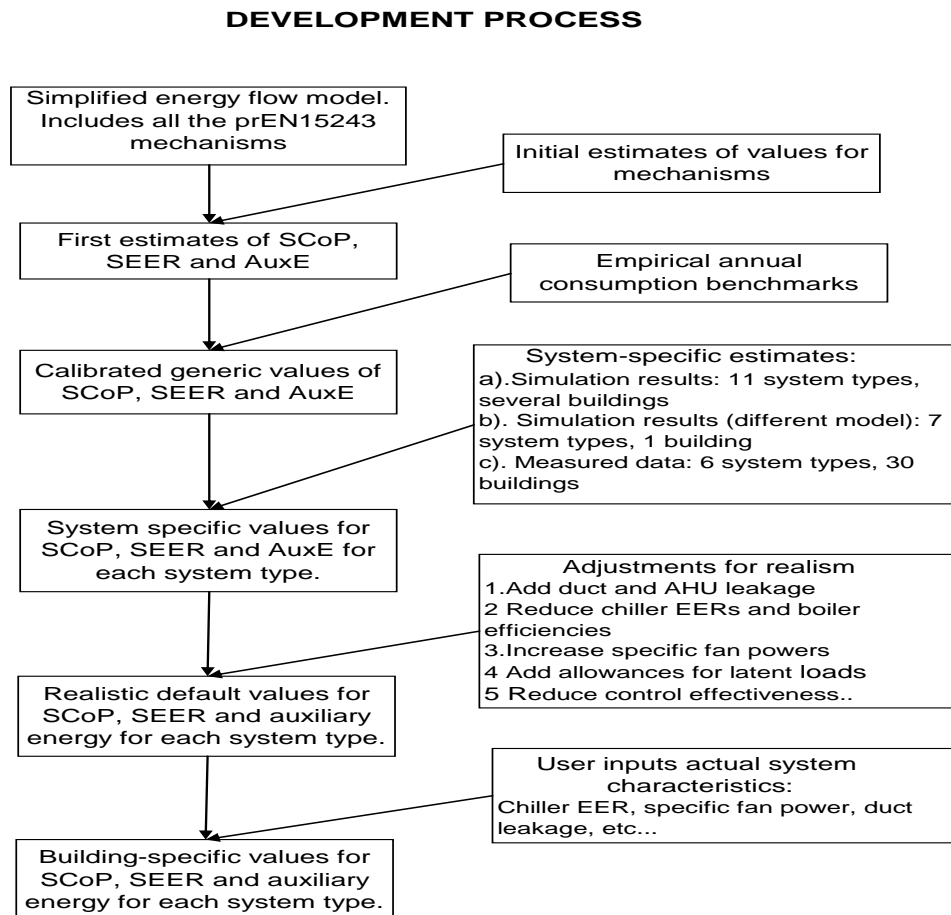 DEVELOPMENT PROCESS
Simplified energy flow model.
Includes all the prEN15243
mechanisms
Initial estimates of values for
mechanisms
First estimates of SCoP,
SEER and AuxE
Empirical annual
consumption benchmarks
Calibrated generic values of
SCoP, SEER and AuxE
System-specific estimates:
a).Simulation results: 11 system types,
several buildings
b). Simulation results (different model): 7
system types, 1 building
c). Measured data: 6 system types, 30
buildings
System specific values for
SCoP, SEER and AuxE for
each system type.
Adjustments for realism
1.Add duct and AHU leakage
2 Reduce chiller EERs and boiler
efficiencies
3.Increase specific fan powers
4 Add allowances for latent loads
5 Reduce control effectiveness..
Realistic default values for
SCoP, SEER and auxiliary
energy for each system type.
User inputs actual system
characteristics:
Chiller EER, specific fan power, duct
leakage, etc...
Building-specific values for
SCoP, SEER and auxiliary
energy for each system type.